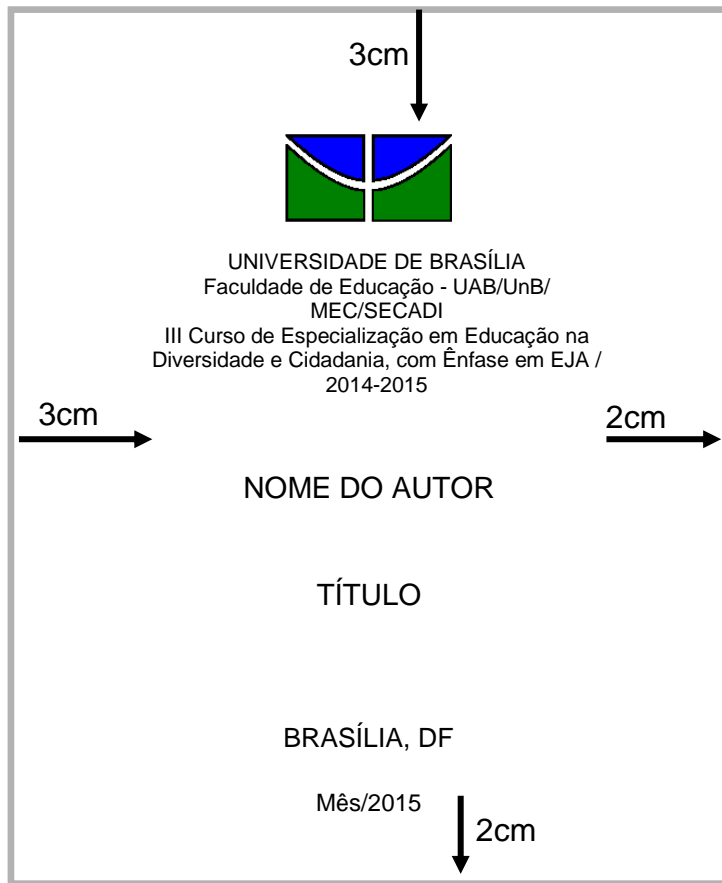 3cm
UNIVERSIDADE DE BRASÍLIA
Faculdade de Educação - UAB/UnB/
MEC/SECADI
III Curso de Especialização em Educação na
Diversidade e Cidadania, com Ênfase em EJA /
2014-2015
3cm
2cm
NOME DO AUTOR
TÍTULO
BRASÍLIA, DF
Mês/2015
2cm